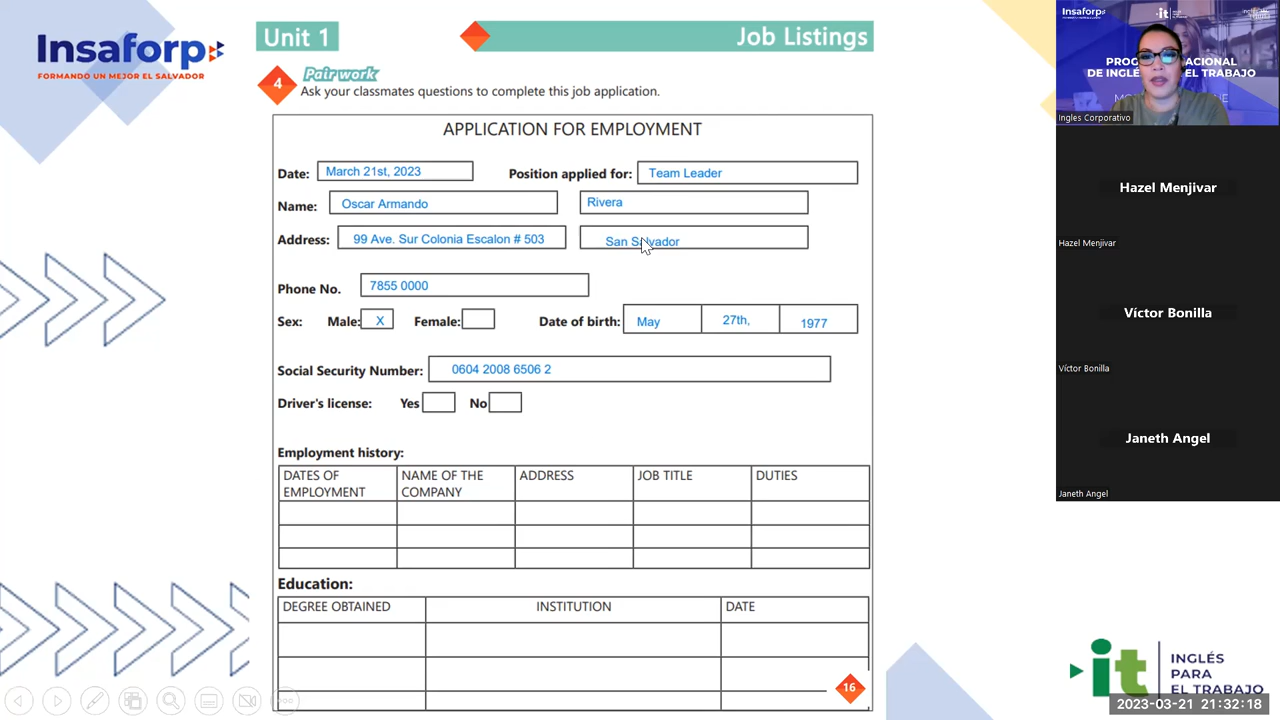 Insaforp
FORMANDO UN MEJOR EL SALVADOR
Unit 1
Job Listings
4
Pair work
Ask your classmates questions to complete this job application.
APPLICATION FOR EMPLOYMENT
Date: March 21st, 2023 Position applied for: Team Leader
Name: Oscar Armando Rivera
Address: 99 Ave. Sur Colonia Escalon # 503 San Salvador
Phone No. 7855 0000
Sex: Male: X Female: Date of birth: May 27th, 1977
Social Security Number: 0604 2008 6506 2
Driver's license: Yes No
Employment history:
DATES OF EMPLOYMENT NAME OF THE COMPANY ADDRESS JOB TITLE DUTIES
Education:
DEGREE OBTAINED INSTITUTION DATE
16
Insaforp
it
Ingles Corporativo
Hazel Menjivar
Hazel Menjivar
Víctor Bonilla
Víctor Bonilla
Janeth Angel
Janeth Angel
it
INGLÉS
PARA
EL TRABAJO
2023-03-21 21:32:18